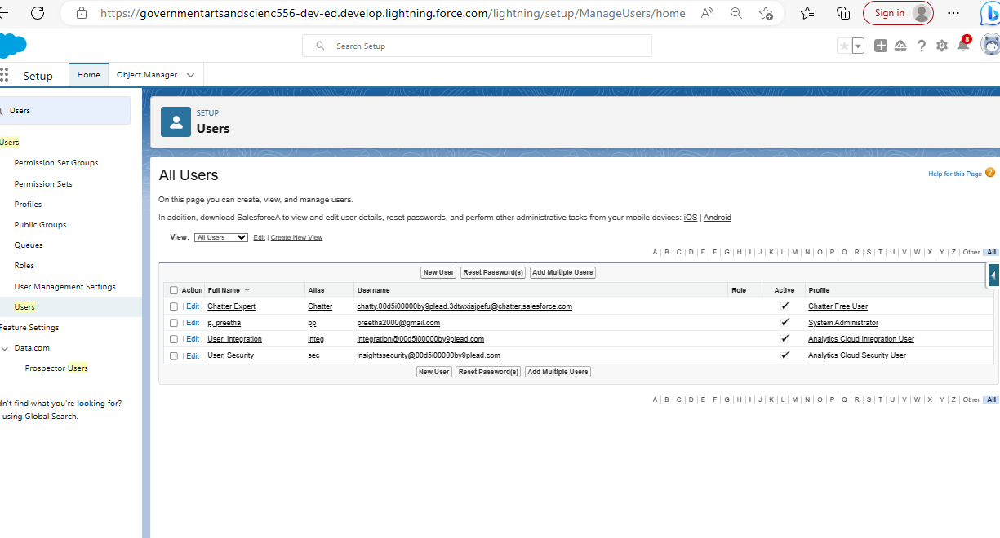 https://governmentartsandscienc556-dev-ed.develop.lightning.force.com/lightning/setup/ManageUsers/home
Sign in
Search Setup
8
Setup
Home
Object Manager
Users
SETUP
Users
Users
Permission Set Groups
Permission Sets
Profiles
Public Groups
Queues
Roles
User Management Settings
Users
Feature Settings
Data.com
Prospector Users
dn't find what you're looking for?
using Global Search.
All Users
Help for this Page ?
On this page you can create, view, and manage users.
In addition, download SalesforceA to view and edit user details, reset passwords, and perform other administrative tasks from your mobile devices: iOS | Android
View: All Users Edit | Create New View
A | B | C | D | E | F | G | H | I | J | K | L | M | N | O | P | Q | R | S | T | U | V | W | X | Y | Z | Other All
New User Reset Password(s) Add Multiple Users
Action Full Name ↑ Alias Username Role Active Profile
| Edit Chatter Expert Chatter chatty.00d5i00000by9plead.3dtwxiajpefu@chatter.salesforce.com ✓ Chatter Free User
| Edit p, preetha pp preetha2000@gmail.com ✓ System Administrator
| Edit User, Integration integ integration@00d5i00000by9plead.com ✓ Analytics Cloud Integration User
| Edit User, Security sec insightssecurity@00d5i00000by9plead.com ✓ Analytics Cloud Security User
New User Reset Password(s) Add Multiple Users
A | B | C | D | E | F | G | H | I | J | K | L | M | N | O | P | Q | R | S | T | U | V | W | X | Y | Z | Other All